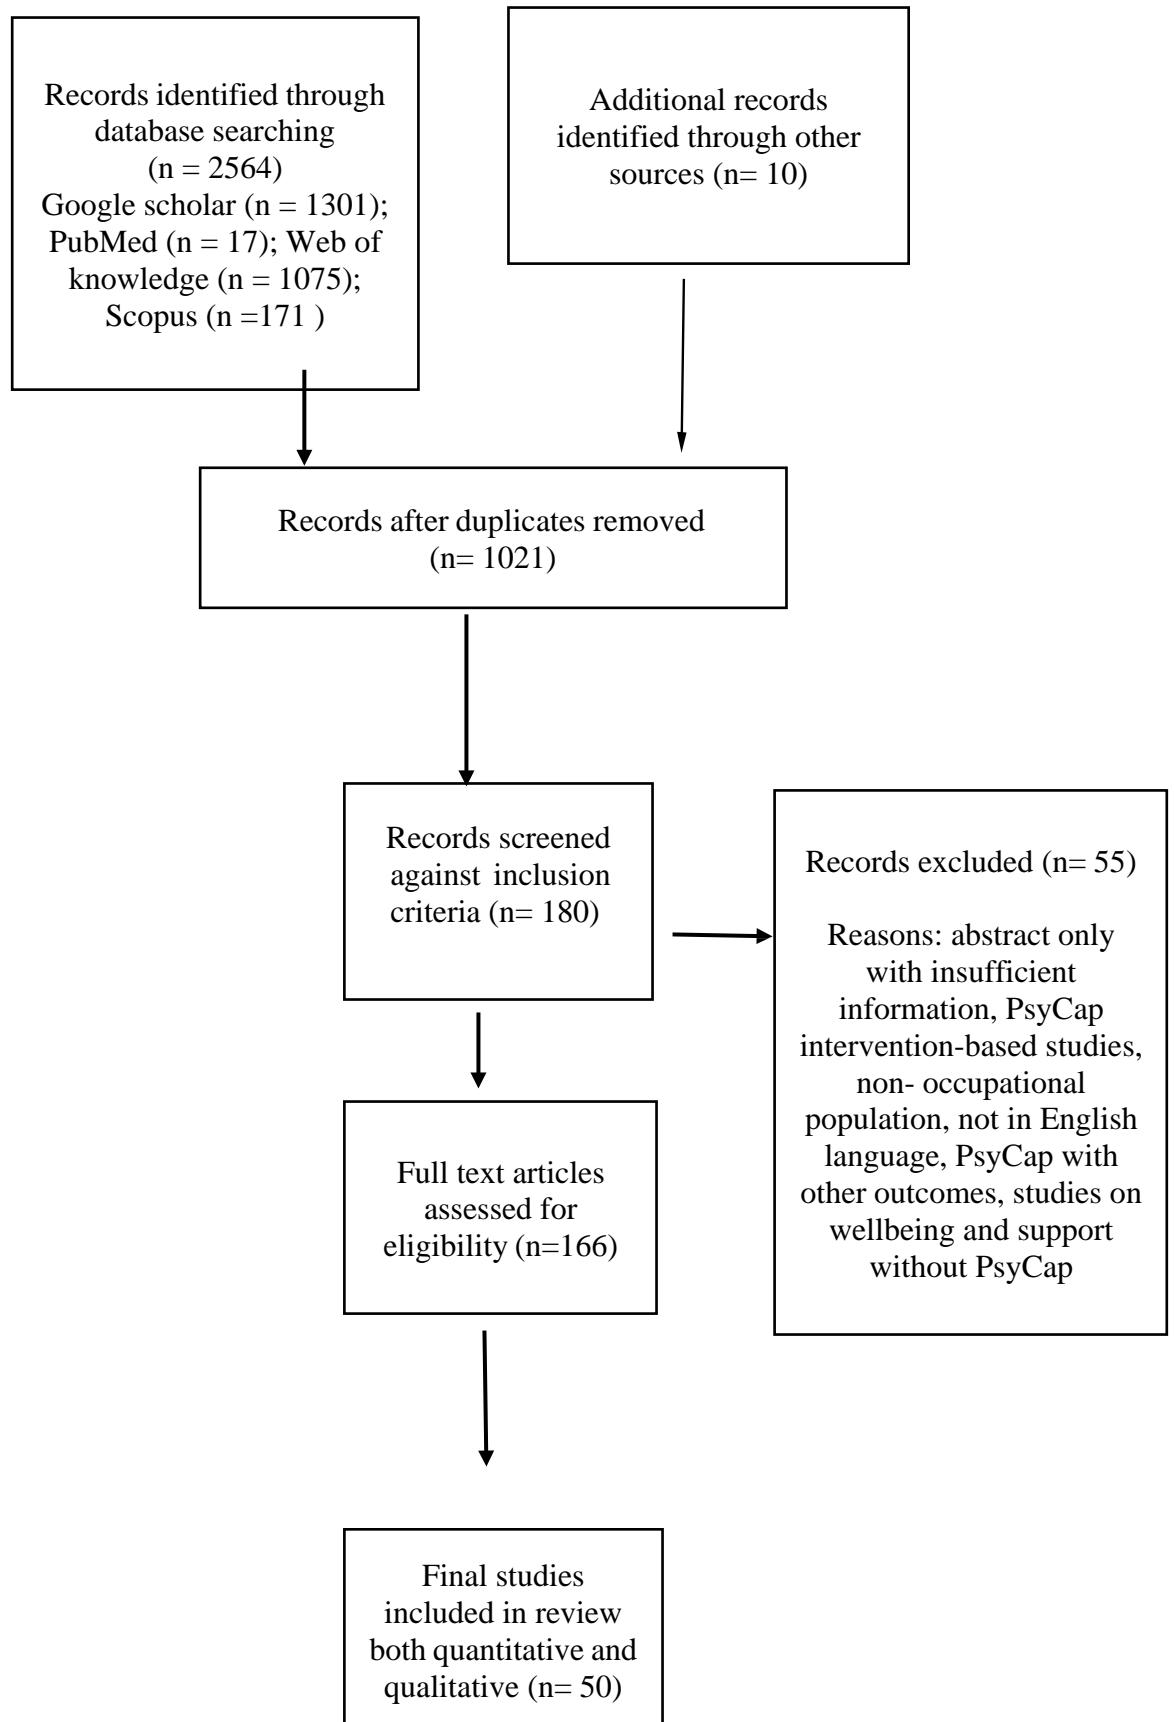 Records identified through
database searching
(n = 2564)
Google scholar (n = 1301);
PubMed (n = 17); Web of
knowledge (n = 1075);
Scopus (n =171 )
Additional records
identified through other
sources (n= 10)
Records after duplicates removed
(n= 1021)
Records screened
against inclusion
criteria (n= 180)
Records excluded (n= 55)
Reasons: abstract only
with insufficient
information, PsyCap
intervention-based studies,
non- occupational
population, not in English
language, PsyCap with
other outcomes, studies on
wellbeing and support
without PsyCap
Full text articles
assessed for
eligibility (n=166)
Final studies
included in review
both quantitative and
qualitative (n= 50)